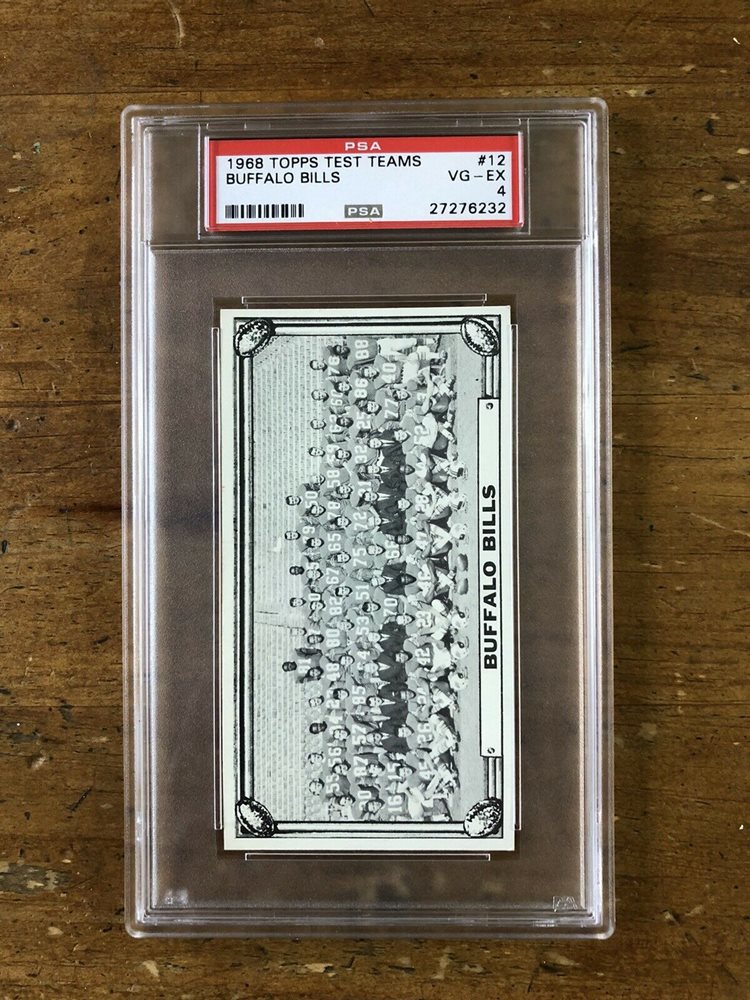 PSA
1968 TOPPS TEST TEAMS #12
BUFFALO BILLS VG-EX
4
PSA 27276232
BUFFALO BILLS